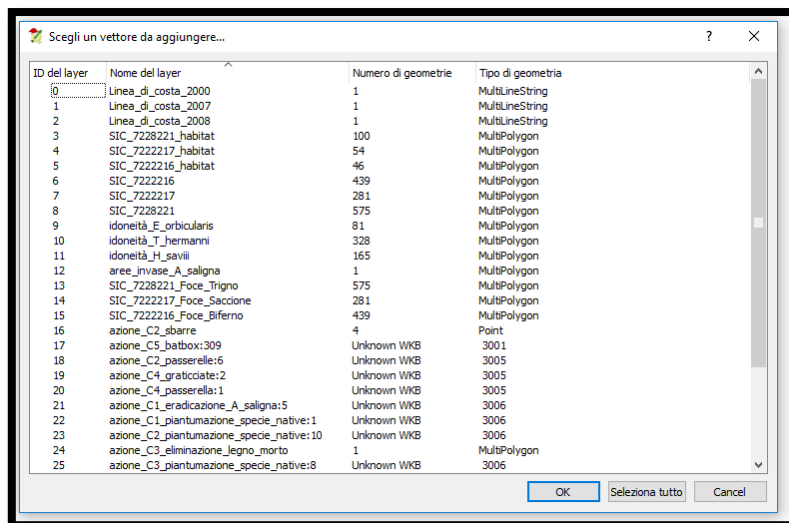 Scegli un vettore da aggiungere...
?
ID del layer Nome del layer Numero di geometrie Tipo di geometria
0 Linea_di_costa_2000 1 MultiLineString
1 Linea_di_costa_2007 1 MultiLineString
2 Linea_di_costa_2008 1 MultiLineString
3 SIC_7228221_habitat 100 MultiPolygon
4 SIC_7222217_habitat 54 MultiPolygon
5 SIC_7222216_habitat 46 MultiPolygon
6 SIC_7222216 439 MultiPolygon
7 SIC_7222217 281 MultiPolygon
8 SIC_7228221 575 MultiPolygon
9 idoneità_E_orbicularis 81 MultiPolygon
10 idoneità_T_hermanni 328 MultiPolygon
11 idoneità_H_savii 165 MultiPolygon
12 aree_invase_A_saligna 1 MultiPolygon
13 SIC_7228221_Foce_Trigno 575 MultiPolygon
14 SIC_7222217_Foce_Saccione 281 MultiPolygon
15 SIC_7222216_Foce_Biferno 439 MultiPolygon
16 azione_C2_sbarre 4 Point
17 azione_C5_batbox:309 Unknown WKB 3001
18 azione_C2_passerelle:6 Unknown WKB 3005
19 azione_C4_graticciate:2 Unknown WKB 3005
20 azione_C4_passerella:1 Unknown WKB 3005
21 azione_C1_eradicazione_A_saligna:5 Unknown WKB 3006
22 azione_C1_piantumazione_specie_native:1 Unknown WKB 3006
23 azione_C2_piantumazione_specie_native:10 Unknown WKB 3006
24 azione_C3_eliminazione_legno_morto 1 MultiPolygon
25 azione_C3_piantumazione_specie_native:8 Unknown WKB 3006
OK Seleziona tutto Cancel